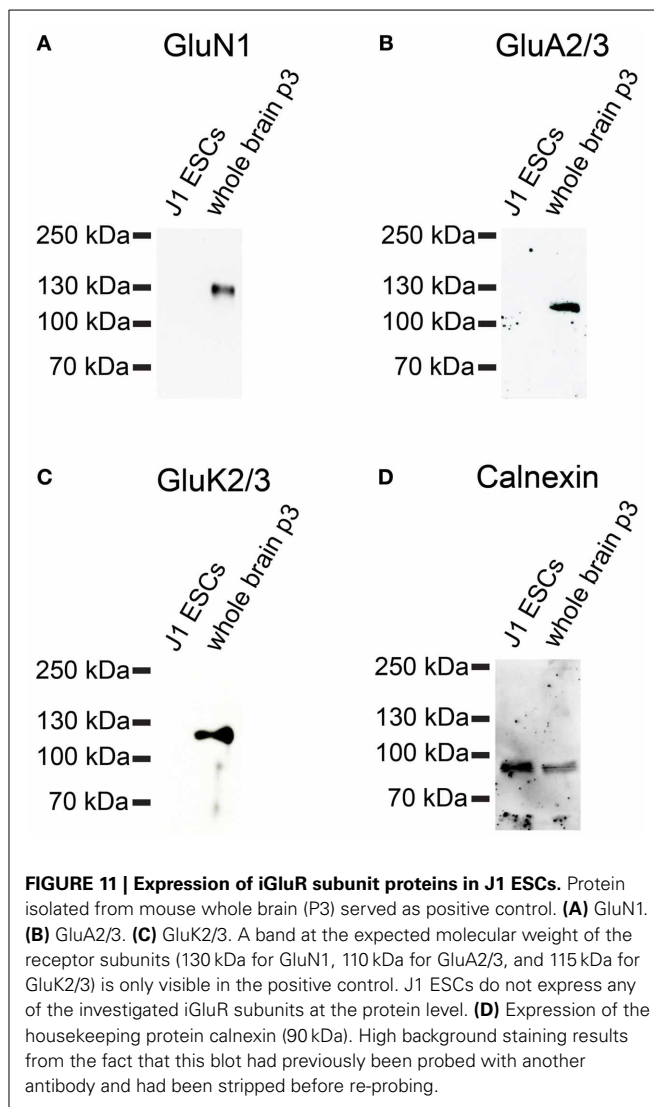 A
GluN1
J1 ESCs
whole brain p3
250 kDa
130 kDa
100 kDa
70 kDa
B
GluA2/3
J1 ESCs
whole brain p3
250 kDa
130 kDa
100 kDa
70 kDa
C
GluK2/3
J1 ESCs
whole brain p3
250 kDa
130 kDa
100 kDa
70 kDa
D
Calnexin
J1 ESCs
whole brain p3
250 kDa
130 kDa
100 kDa
70 kDa
FIGURE 11 | Expression of iGluR subunit proteins in J1 ESCs. Protein
isolated from mouse whole brain (P3) served as positive control. (A) GluN1.
(B) GluA2/3. (C) GluK2/3. A band at the expected molecular weight of the
receptor subunits (130 kDa for GluN1, 110 kDa for GluA2/3, and 115 kDa for
GluK2/3) is only visible in the positive control. J1 ESCs do not express any
of the investigated iGluR subunits at the protein level. (D) Expression of the
housekeeping protein calnexin (90 kDa). High background staining results
from the fact that this blot had previously been probed with another
antibody and had been stripped before re-probing.